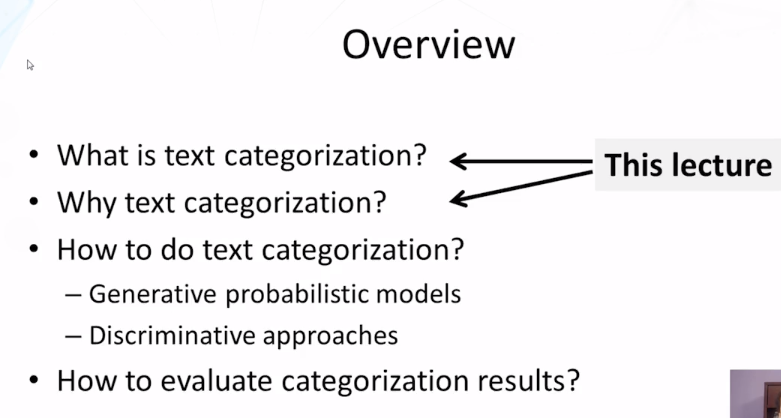 Overview
• What is text categorization?
This lecture
• Why text categorization?
• How to do text categorization?
– Generative probabilistic models
– Discriminative approaches
• How to evaluate categorization results?